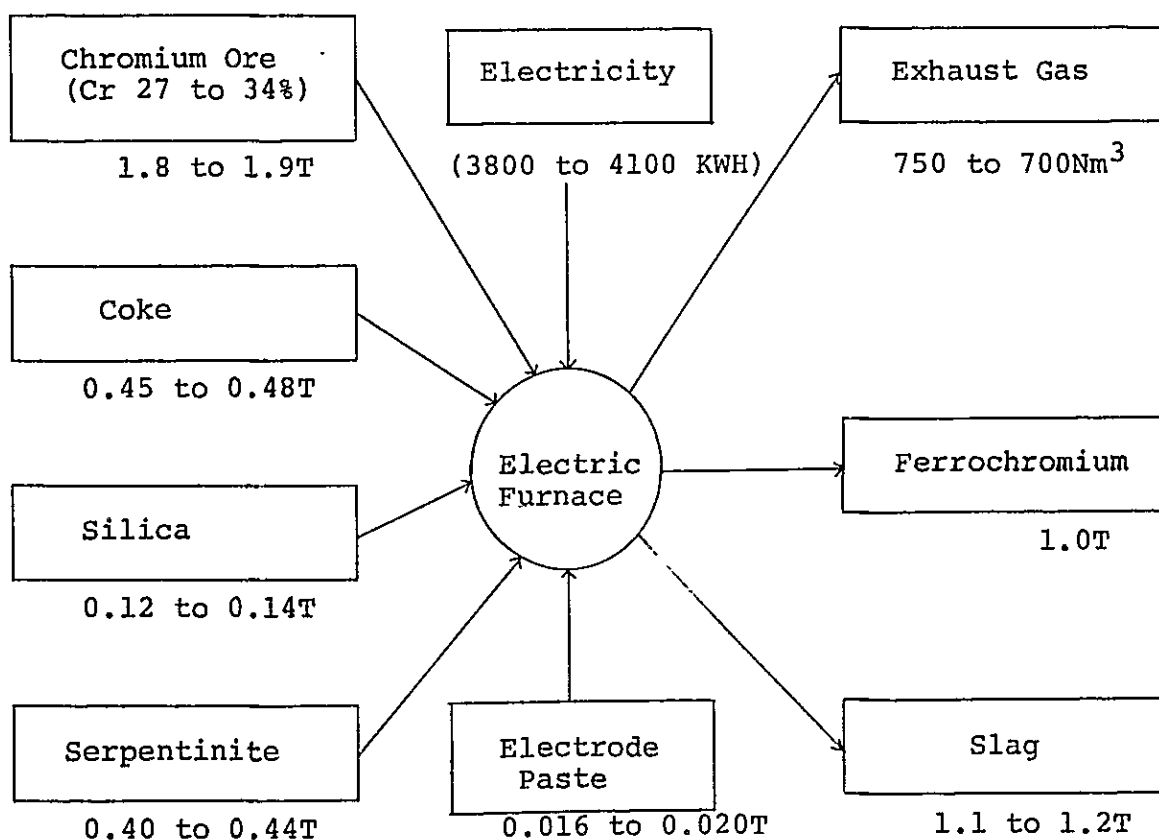 Chromium Ore
(Cr 27 to 34%)
1.8 to 1.9T
Electricity
(3800 to 4100 KWH)
Exhaust Gas
750 to 700Nm³
Coke
0.45 to 0.48T
Electric
Furnace
Ferrochromium
1.0T
Silica
0.12 to 0.14T
Serpentinite
0.40 to 0.44T
Electrode
Paste
0.016 to 0.020T
Slag
1.1 to 1.2T